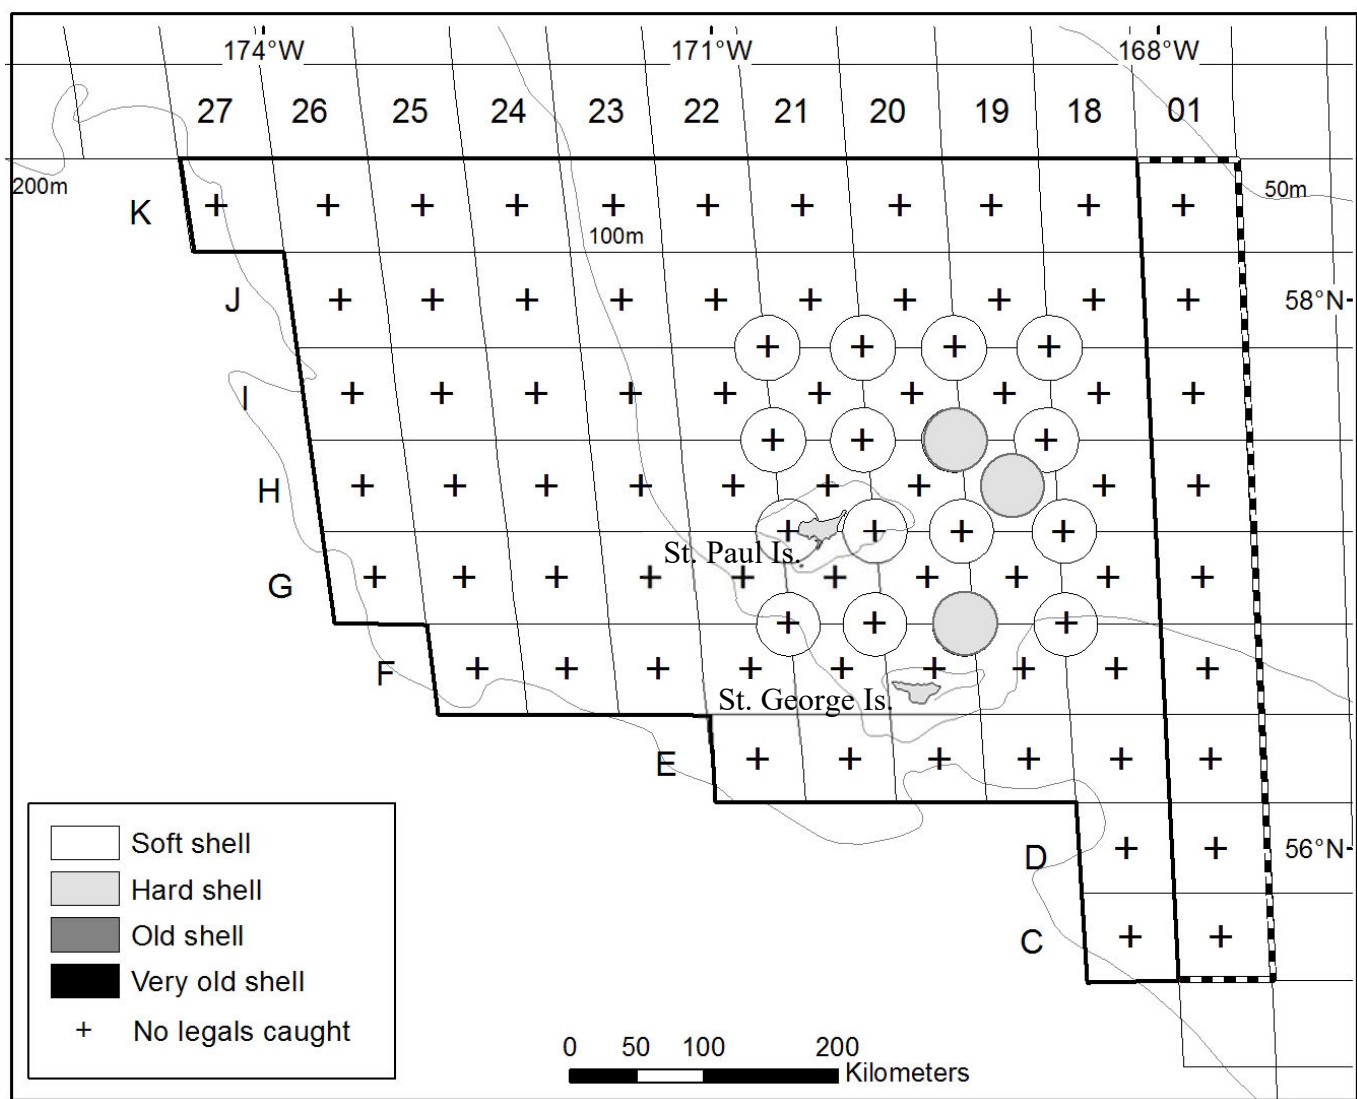 174°W 171°W 168°W
27 26 25 24 23 22 21 20 19 18 01
200m 50m
K
100m
J 58°N
I
H
St. Paul Is.
G
F
St. George Is.
E
Soft shell
D 56°N
Hard shell
Old shell
C
Very old shell
+ No legals caught
0 50 100 200
Kilometers